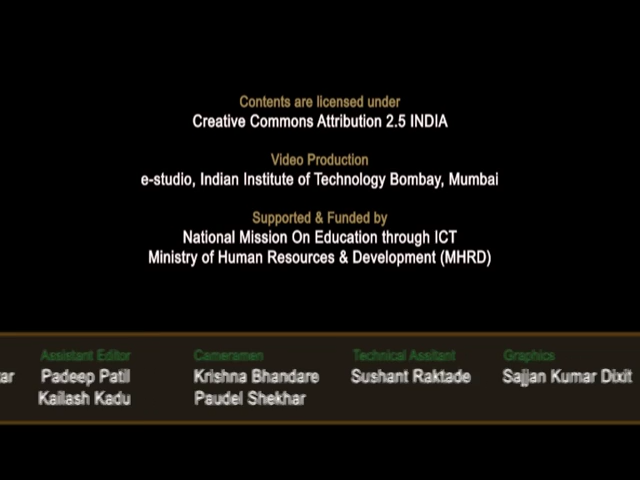 Contents are licensed under
Creative Commons Attribution 2.5 INDIA
Video Production
e-studio, Indian Institute of Technology Bombay, Mumbai
Supported & Funded by
National Mission On Education through ICT
Ministry of Human Resources & Development (MHRD)
Assistant Editor Cameramen Technical Assitant Graphics
ar Padeep Patil Krishna Bhandare Sushant Raktade Sajjan Kumar Dixit
Kailash Kadu Paudel Shekhar